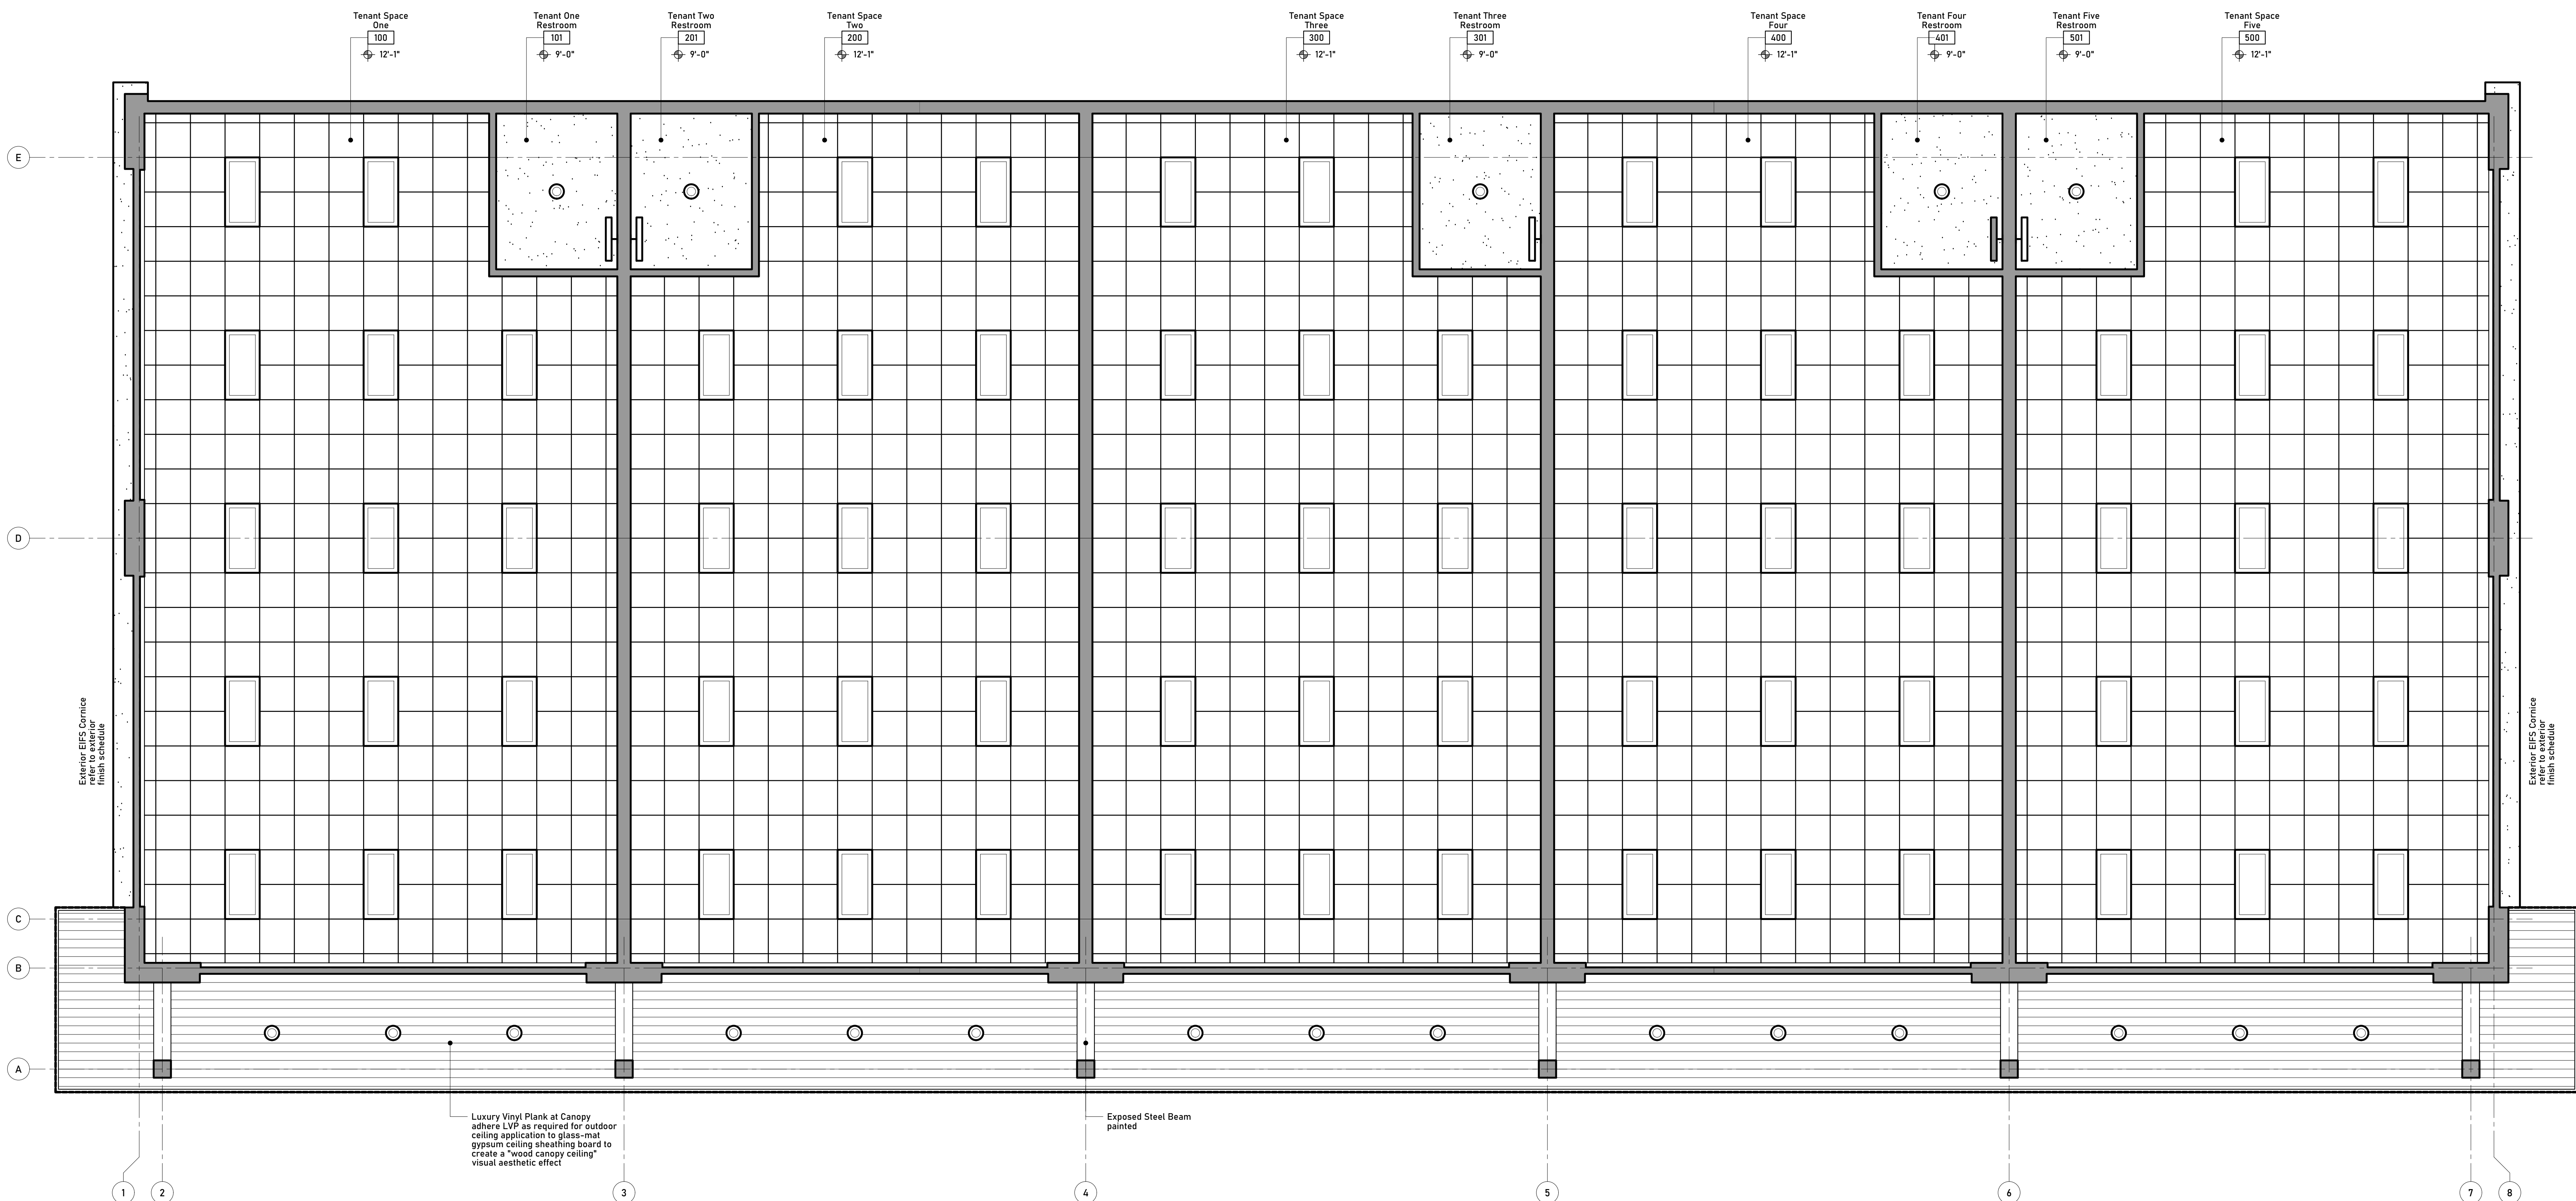 Tenant Space
One
100
12'-1"
Tenant One
Restroom
101
9'-0"
Tenant Two
Restroom
201
9'-0"
Tenant Space
Two
200
12'-1"
Tenant Space
Three
300
12'-1"
Tenant Three
Restroom
301
9'-0"
Tenant Space
Four
400
12'-1"
Tenant Four
Restroom
401
9'-0"
Tenant Five
Restroom
501
9'-0"
Tenant Space
Five
500
12'-1"
E
D
C
B
A
Exterior EIFS Cornice
refer to exterior
finish schedule
Exterior EIFS Cornice
refer to exterior
finish schedule
Luxury Vinyl Plank at Canopy
adhere LVP as required for outdoor
ceiling application to glass-mat
gypsum ceiling sheathing board to
create a "wood canopy ceiling"
visual aesthetic effect
Exposed Steel Beam
painted
1
2
3
4
5
6
7
8